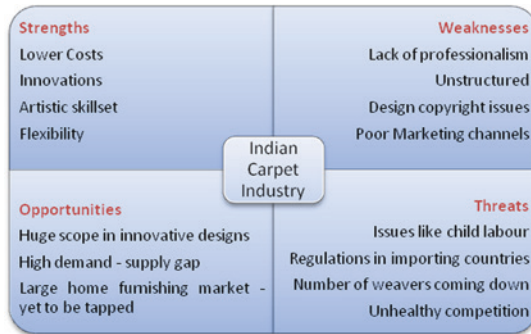 Strengths
Lower Costs
Innovations
Artistic skillset
Flexibility
Weaknesses
Lack of professionalism
Unstructured
Design copyright issues
Poor Marketing channels
Indian
Carpet
Industry
Opportunities
Huge scope in innovative designs
High demand - supply gap
Large home furnishing market -
yet to be tapped
Threats
Issues like child labour
Regulations in importing countries
Number of weavers coming down
Unhealthy competition